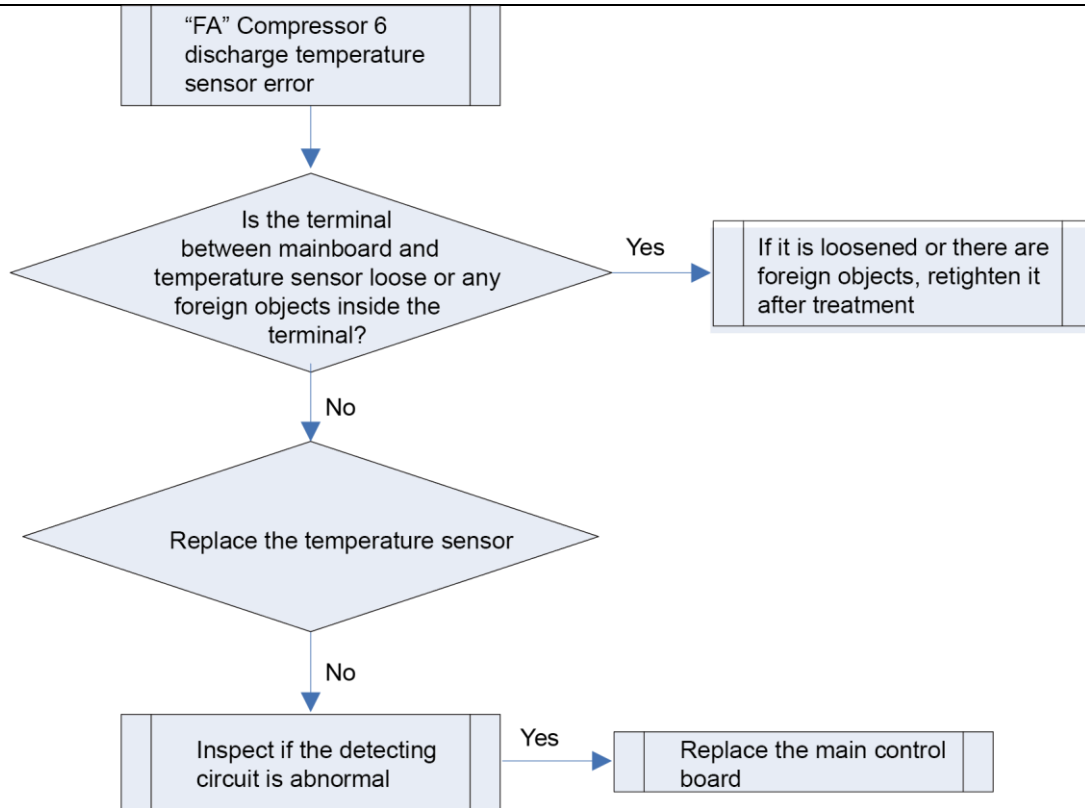 “FA” Compressor 6
discharge temperature
sensor error
Is the terminal
between mainboard and
temperature sensor loose or any
foreign objects inside the
terminal?
Yes
If it is loosened or there are
foreign objects, retighten it
after treatment
No
Replace the temperature sensor
No
Inspect if the detecting
circuit is abnormal
Yes
Replace the main control
board